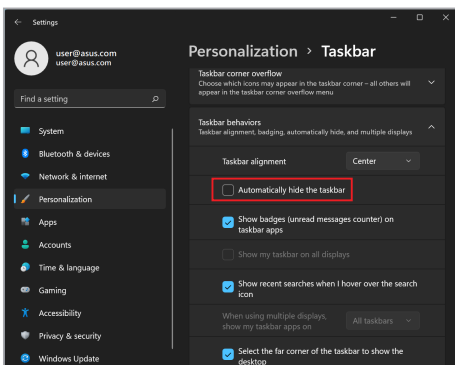 Settings
user@asus.com
user@asus.com
Find a setting
System
Bluetooth & devices
Network & internet
Personalization
Apps
Accounts
Time & language
Gaming
Accessibility
Privacy & security
Windows Update
Personalization > Taskbar
Taskbar corner overflow
Choose which icons may appear in the taskbar corner – all others will
appear in the taskbar corner overflow menu
Taskbar behaviors
Taskbar alignment, badging, automatically hide, and multiple displays
Taskbar alignment
Center
Automatically hide the taskbar
Show badges (unread messages counter) on
taskbar apps
Show my taskbar on all displays
Show recent searches when I hover over the search
icon
When using multiple displays,
show my taskbar apps on
All taskbars
Select the far corner of the taskbar to show the
desktop